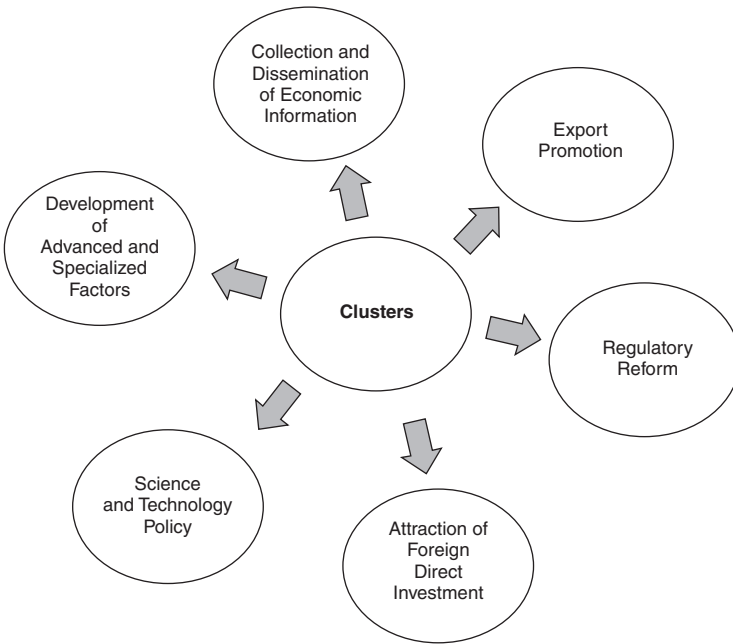 Collection and
Dissemination
of Economic
Information
Export
Promotion
Development
of
Advanced and
Specialized
Factors
Clusters
Regulatory
Reform
Science
and Technology
Policy
Attraction of
Foreign
Direct
Investment